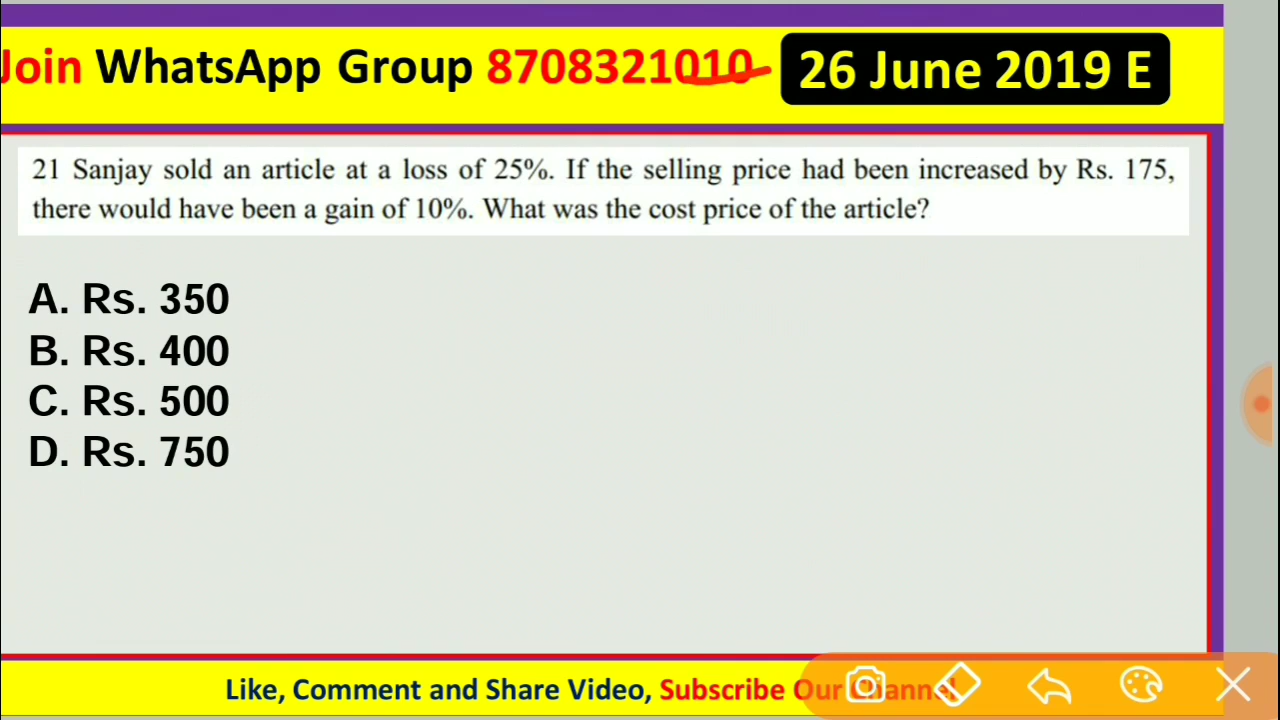 Join WhatsApp Group 8708321010 26 June 2019 E
21 Sanjay sold an article at a loss of 25%. If the selling price had been increased by Rs. 175,
there would have been a gain of 10%. What was the cost price of the article?
A. Rs. 350
B. Rs. 400
C. Rs. 500
D. Rs. 750
Like, Comment and Share Video, Subscribe Our Channel